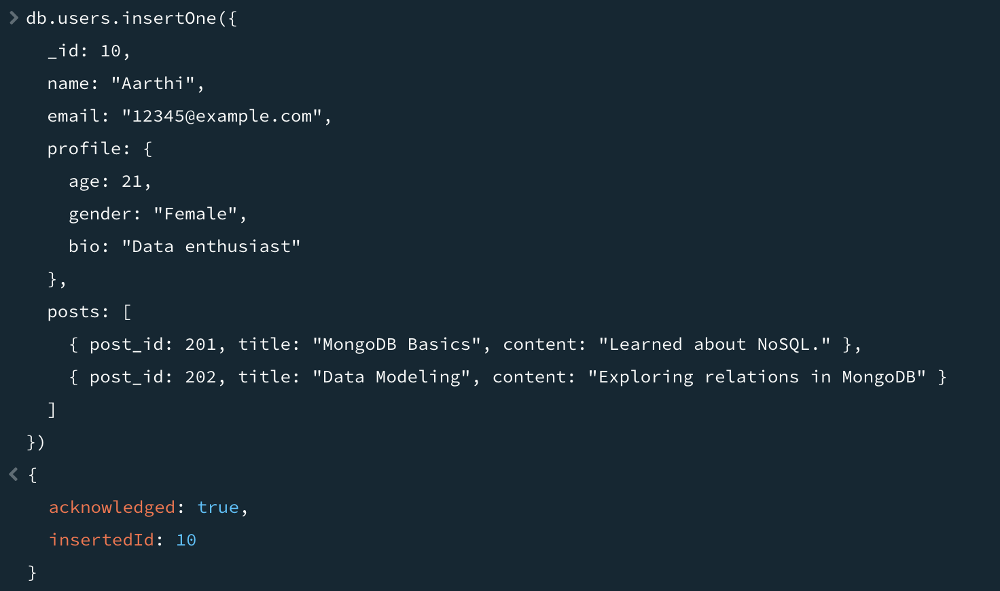 db.users.insertOne({
  _id: 10,
  name: "Aarthi",
  email: "12345@example.com",
  profile: {
    age: 21,
    gender: "Female",
    bio: "Data enthusiast"
  },
  posts: [
    { post_id: 201, title: "MongoDB Basics", content: "Learned about NoSQL." },
    { post_id: 202, title: "Data Modeling", content: "Exploring relations in MongoDB" }
  ]
})
{
  acknowledged: true,
  insertedId: 10
}